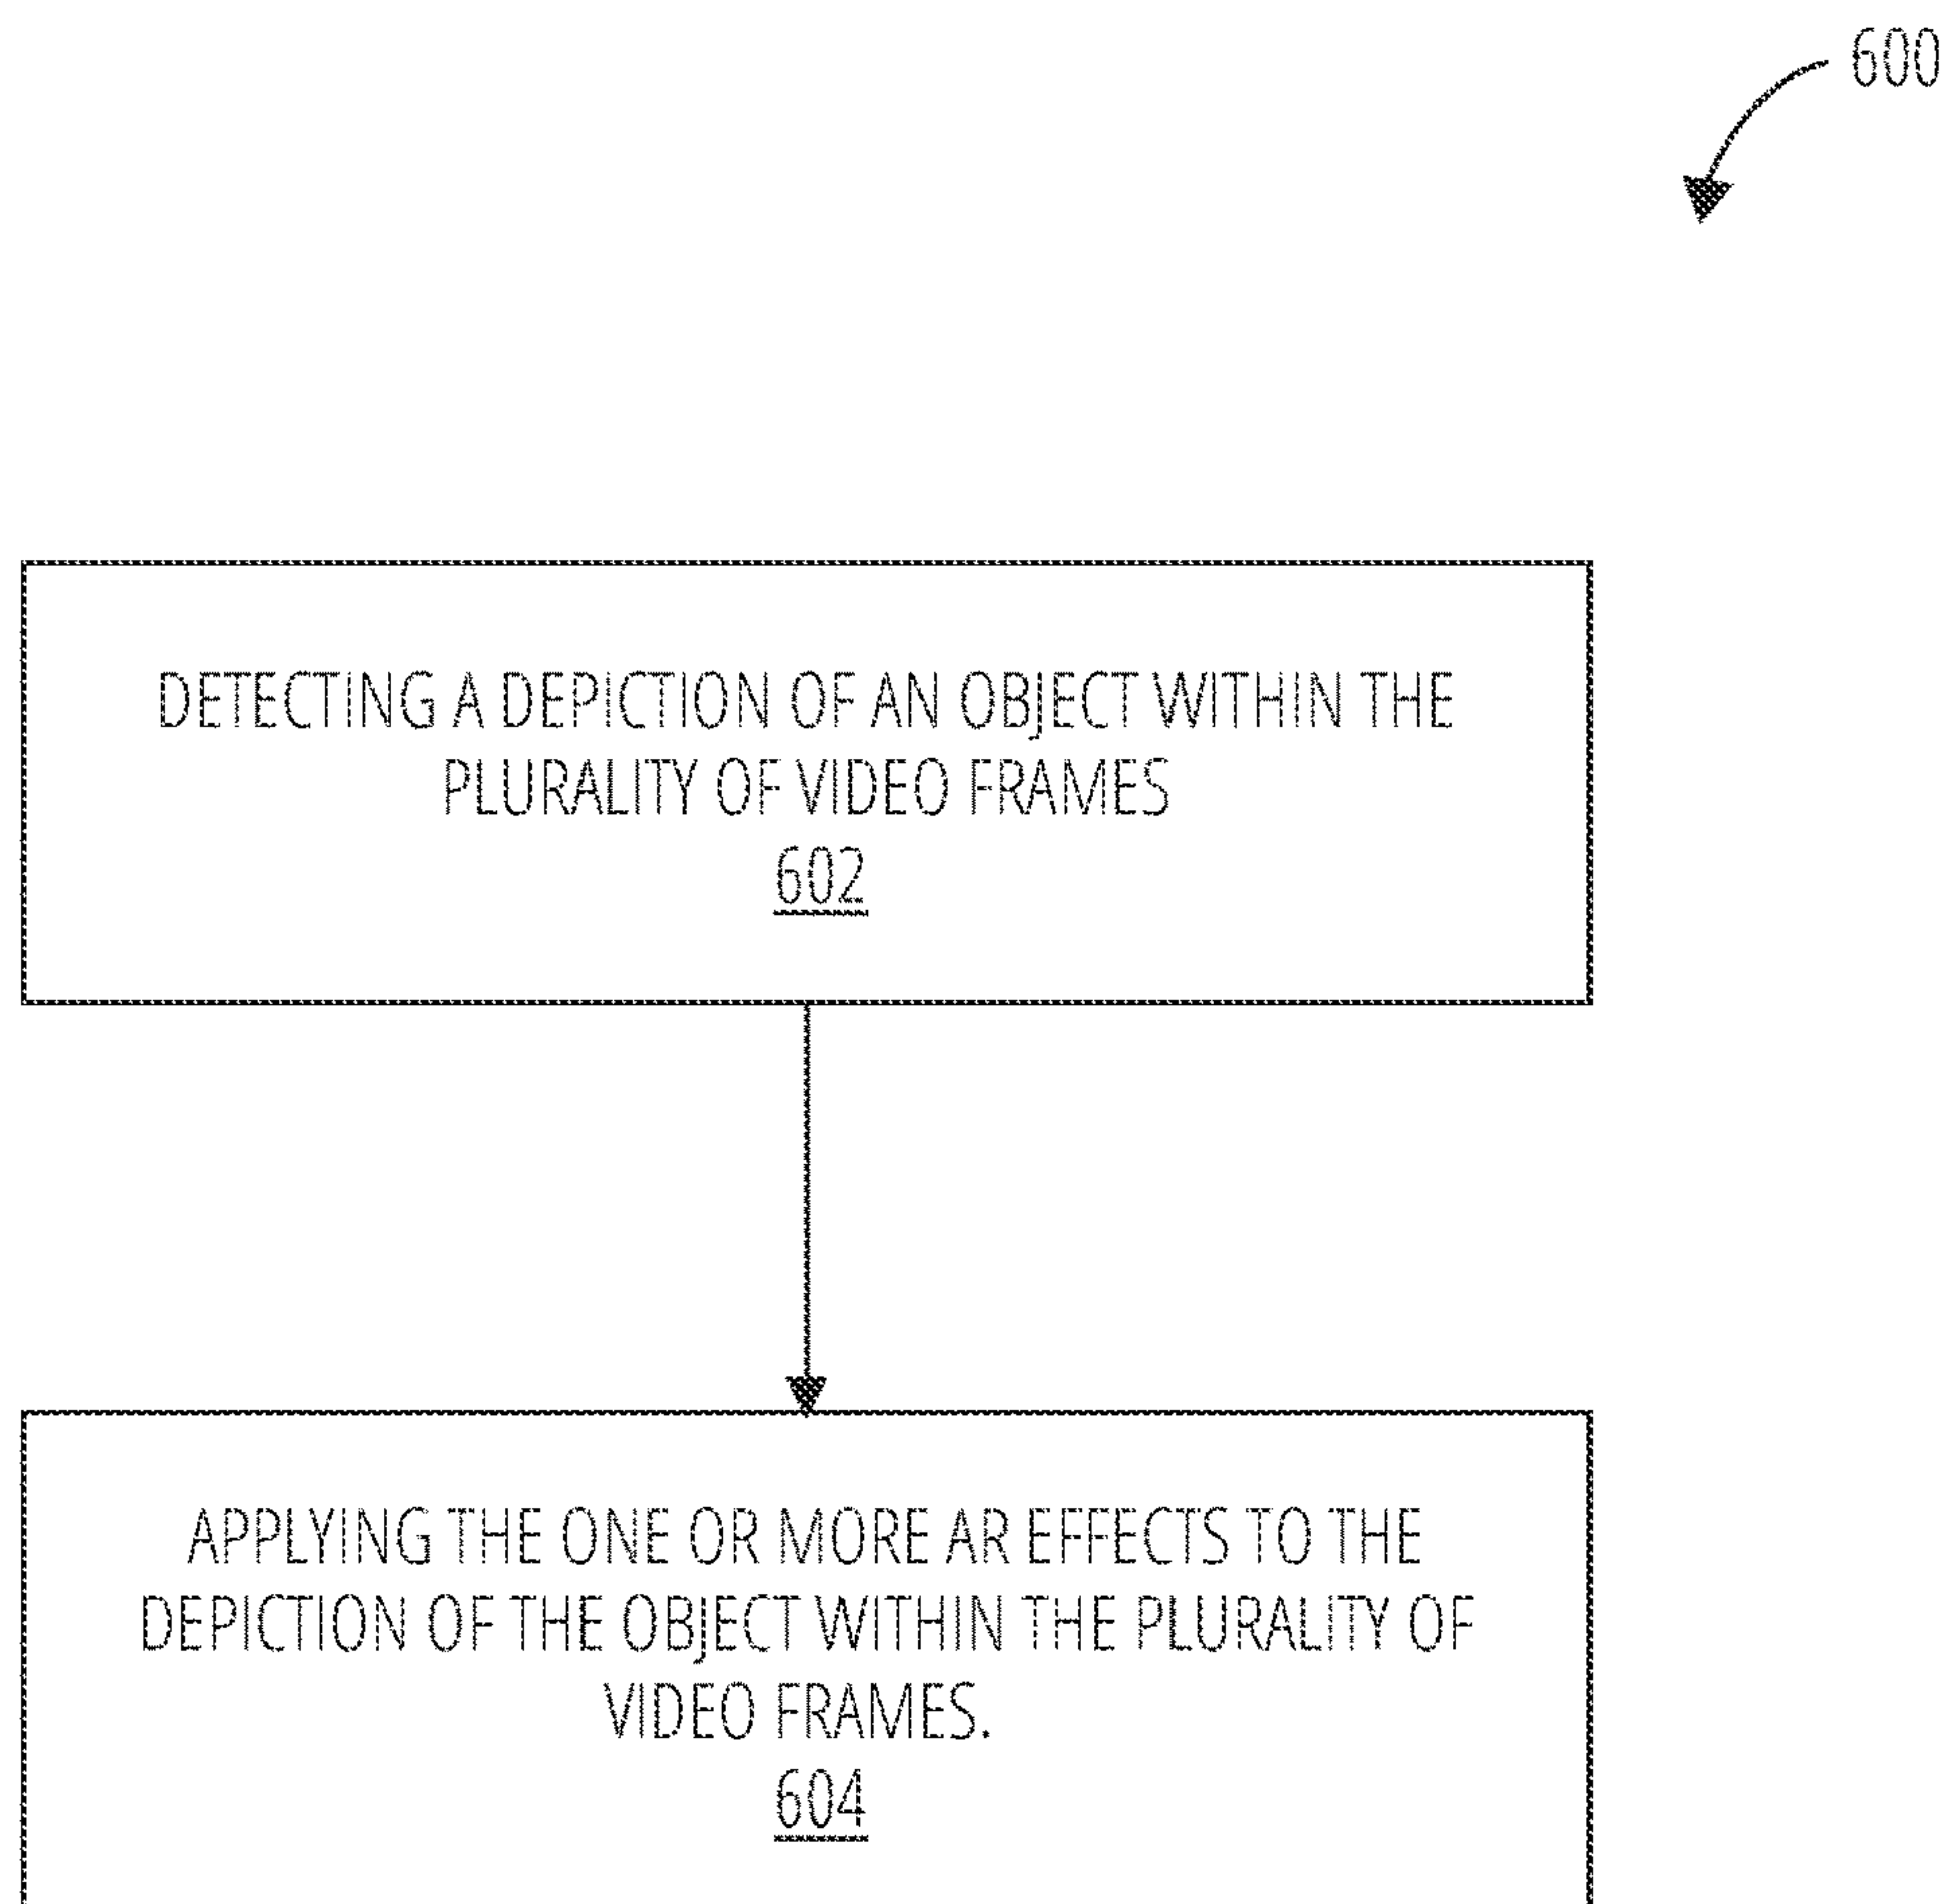 600
DETECTING A DEPICTION OF AN OBJECT WITHIN THE
PLURALITY OF VIDEO FRAMES
602
APPLYING THE ONE OR MORE AR EFFECTS TO THE
DEPICTION OF THE OBJECT WITHIN THE PLURALITY OF
VIDEO FRAMES.
604